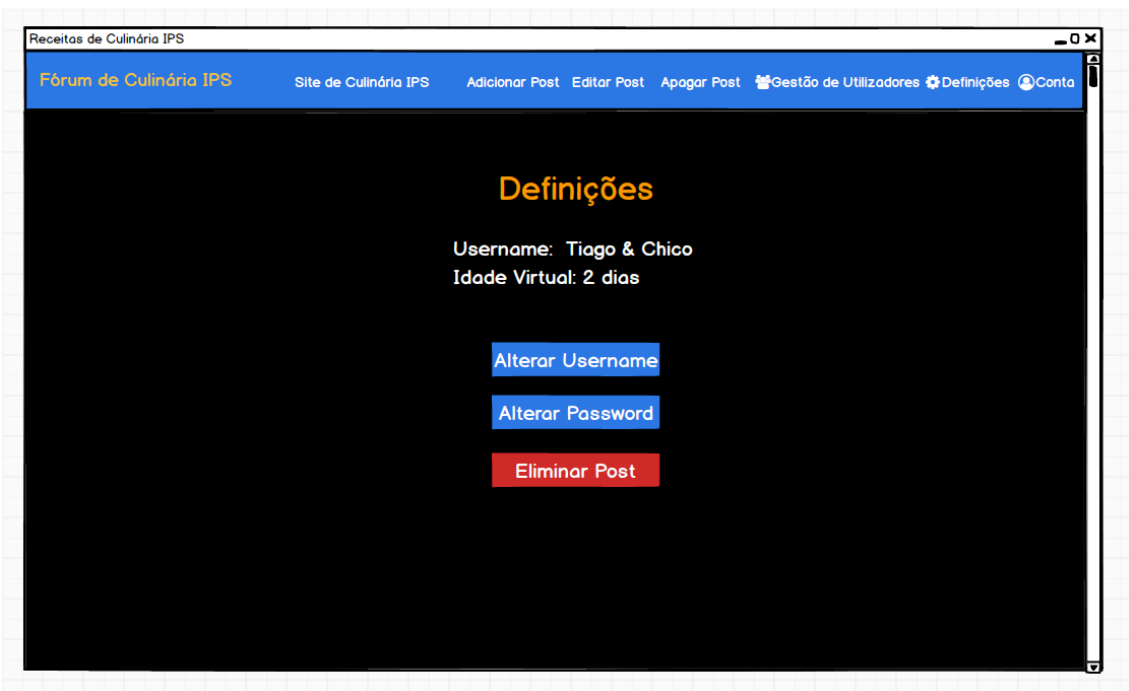 Receitas de Culinária IPS
Fórum de Culinária IPS Site de Culinária IPS Adicionar Post Editar Post Apagar Post Gestão de Utilizadores Definições Conta
Definições
Username: Tiago & Chico
Idade Virtual: 2 dias
Alterar Username
Alterar Password
Eliminar Post